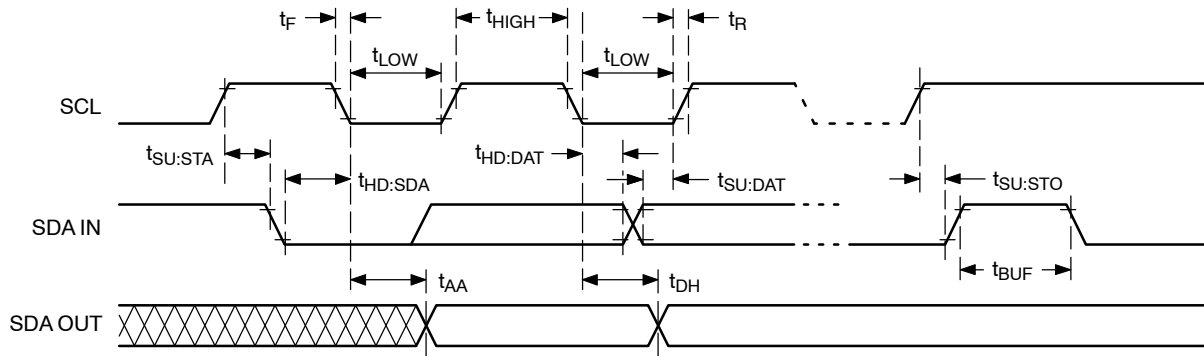 tF
tHIGH
tR
tLOW
tLOW
SCL
tSU:STA
tHD:DAT
tHD:SDA
tSU:DAT
tSU:STO
SDA IN
tBUF
tAA
tDH
SDA OUT